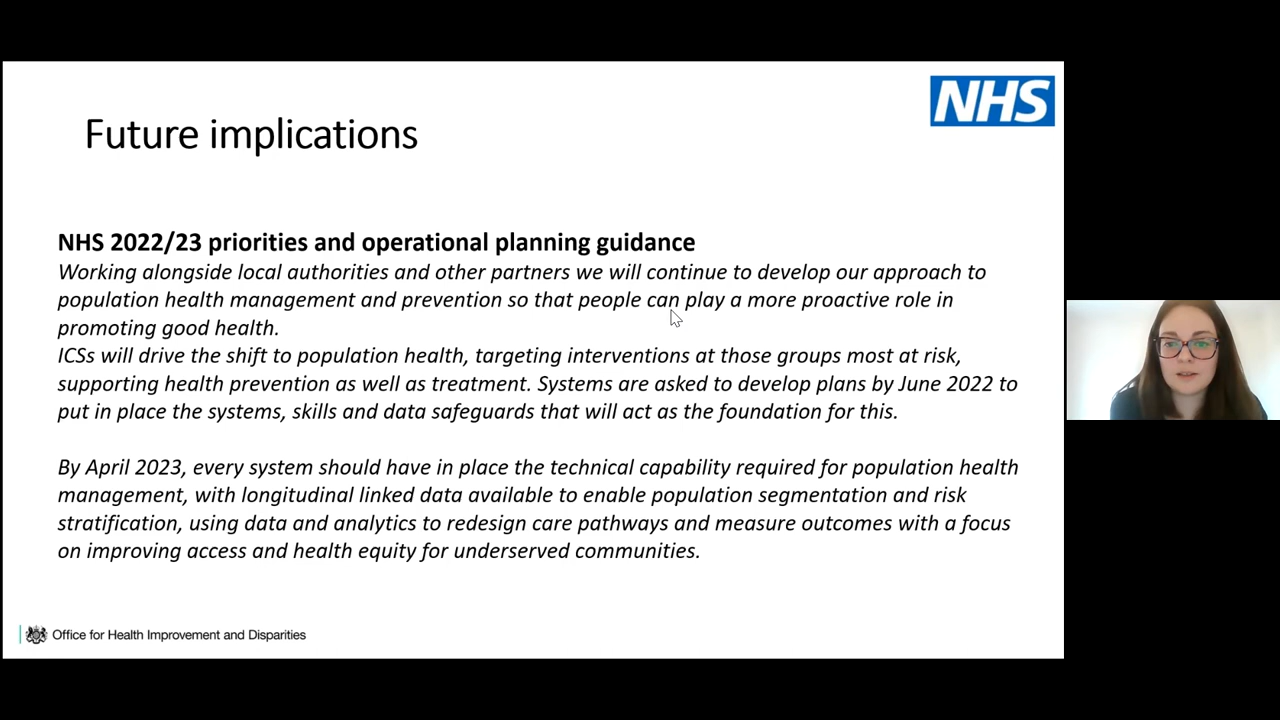 NHS
Future implications
NHS 2022/23 priorities and operational planning guidance
Working alongside local authorities and other partners we will continue to develop our approach to
population health management and prevention so that people can play a more proactive role in
promoting good health.
ICSs will drive the shift to population health, targeting interventions at those groups most at risk,
supporting health prevention as well as treatment. Systems are asked to develop plans by June 2022 to
put in place the systems, skills and data safeguards that will act as the foundation for this.
By April 2023, every system should have in place the technical capability required for population health
management, with longitudinal linked data available to enable population segmentation and risk
stratification, using data and analytics to redesign care pathways and measure outcomes with a focus
on improving access and health equity for underserved communities.
Office for Health Improvement and Disparities